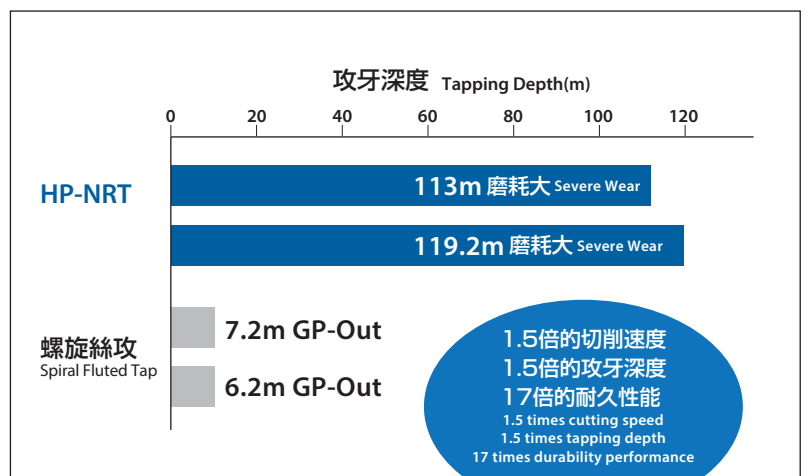 攻牙深度 Tapping Depth(m)
0 20 40 60 80 100 120
HP-NRT
113m 磨耗大 Severe Wear
119.2m 磨耗大 Severe Wear
螺旋絲攻
Spiral Fluted Tap
7.2m GP-Out
6.2m GP-Out
1.5倍的切削速度
1.5倍的攻牙深度
17倍的耐久性能
1.5 times cutting speed
1.5 times tapping depth
17 times durability performance